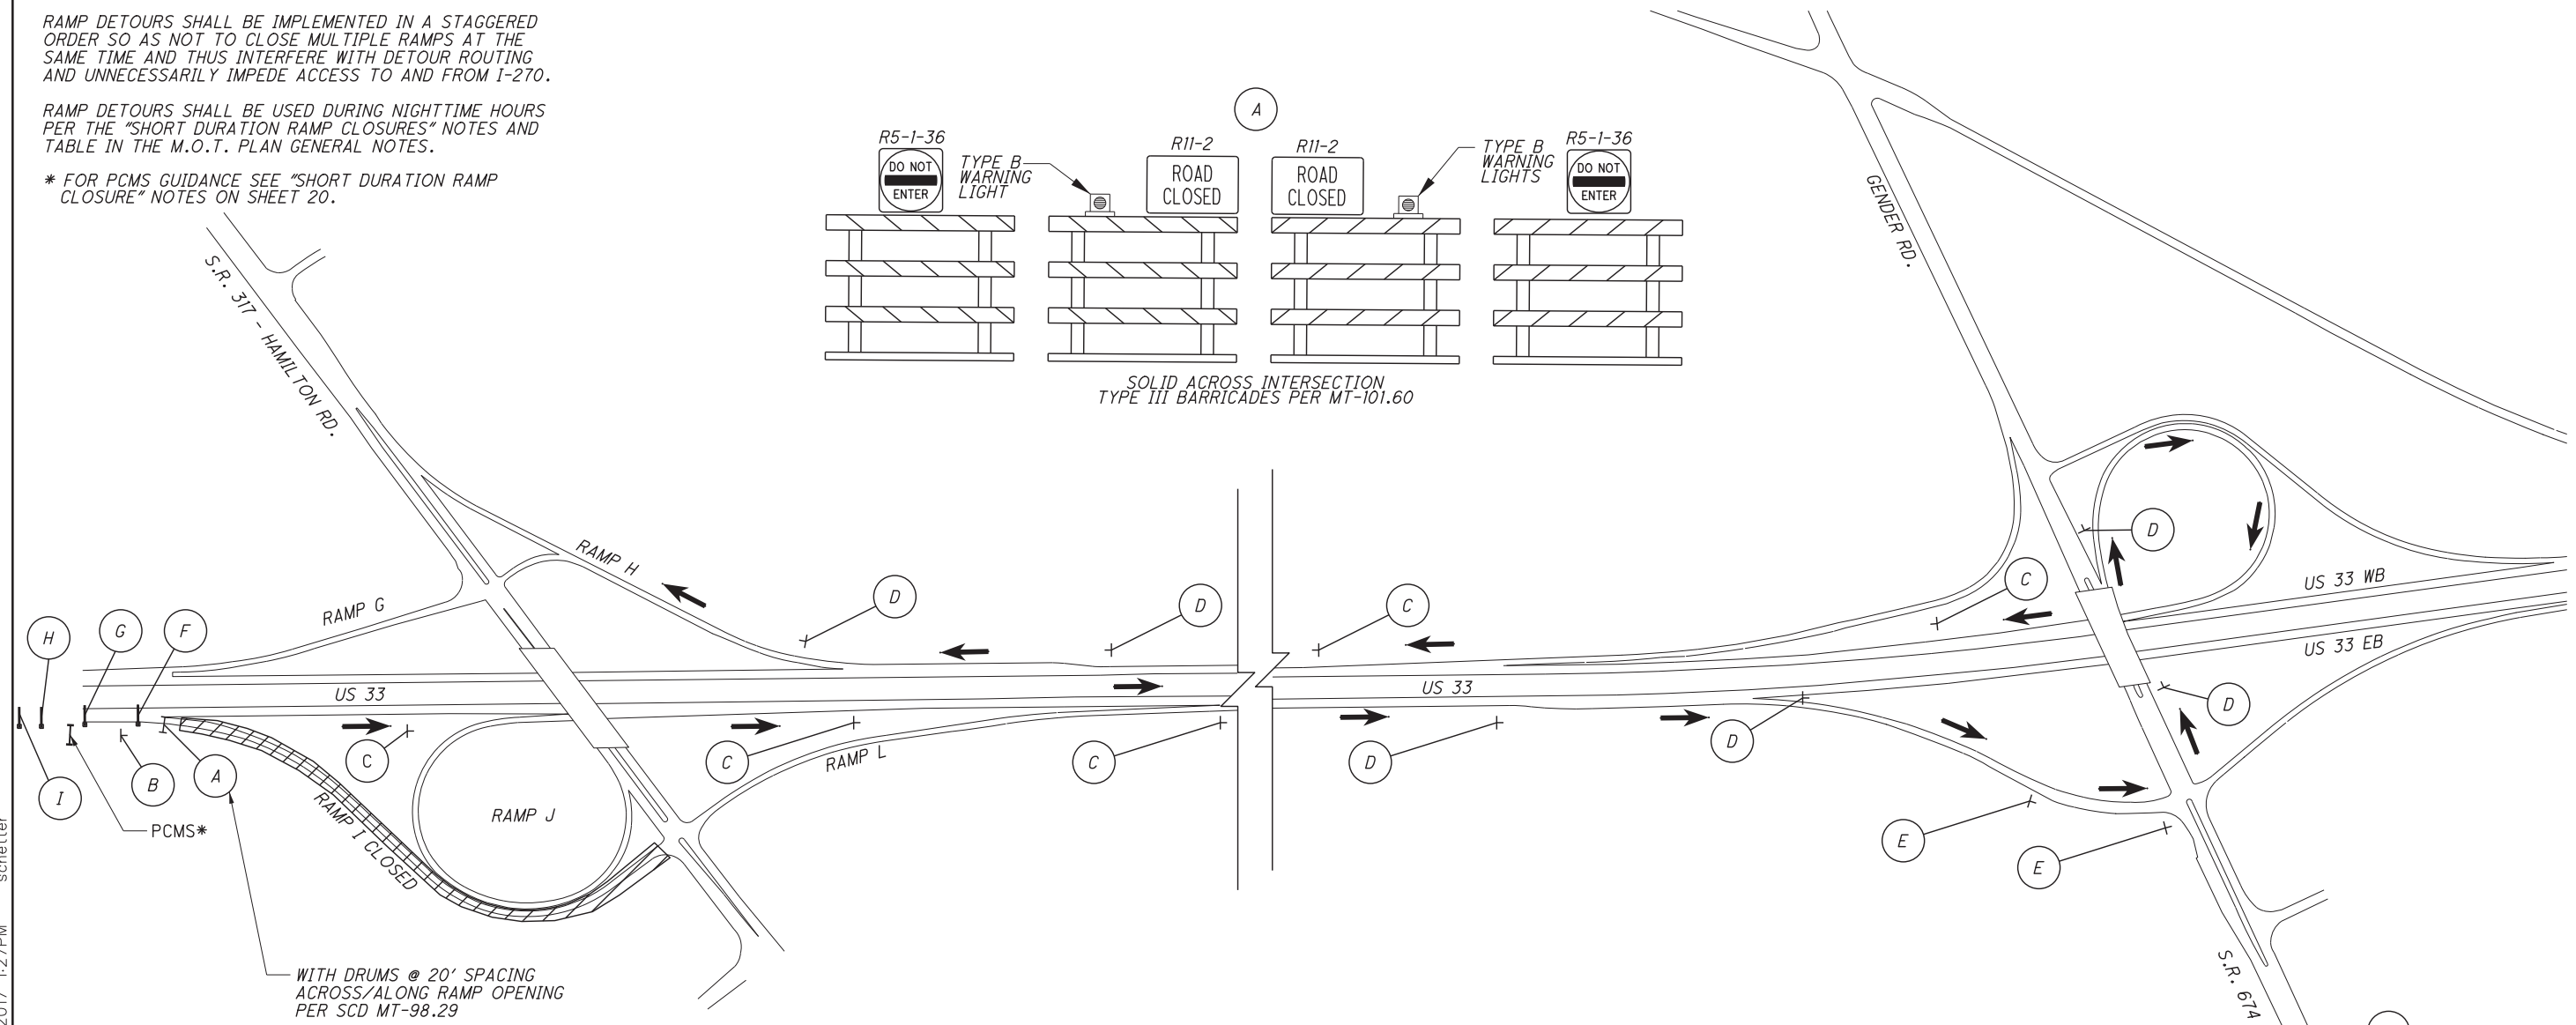 RAMP DETOURS SHALL BE IMPLEMENTED IN A STAGGERED
ORDER SO AS NOT TO CLOSE MULTIPLE RAMPS AT THE
SAME TIME AND THUS INTERFERE WITH DETOUR ROUTING
AND UNNECESSARILY IMPEDE ACCESS TO AND FROM I-270.
RAMP DETOURS SHALL BE USED DURING NIGHTTIME HOURS
PER THE "SHORT DURATION RAMP CLOSURES" NOTES AND
TABLE IN THE M.O.T. PLAN GENERAL NOTES.
* FOR PCMS GUIDANCE SEE "SHORT DURATION RAMP
CLOSURE" NOTES ON SHEET 20.
A
R5-1-36
DO NOT
ENTER
TYPE B
WARNING
LIGHT
R11-2
ROAD
CLOSED
R11-2
ROAD
CLOSED
TYPE B
WARNING
LIGHTS
R5-1-36
DO NOT
ENTER
SOLID ACROSS INTERSECTION
TYPE III BARRICADES PER MT-101.60
S.R. 317 - HAMILTON RD.
GENDER RD.
RAMP H
RAMP G
H
G
F
D
D
C
C
D
US 33 WB
US 33 EB
US 33
US 33
I
B
A
C
C
C
D
D
D
RAMP L
RAMP J
RAMP I CLOSED
PCMS*
E
E
S.R. 674
WITH DRUMS @ 20' SPACING
ACROSS/ALONG RAMP OPENING
PER SCD MT-98.29
2017 1:27PM schetter